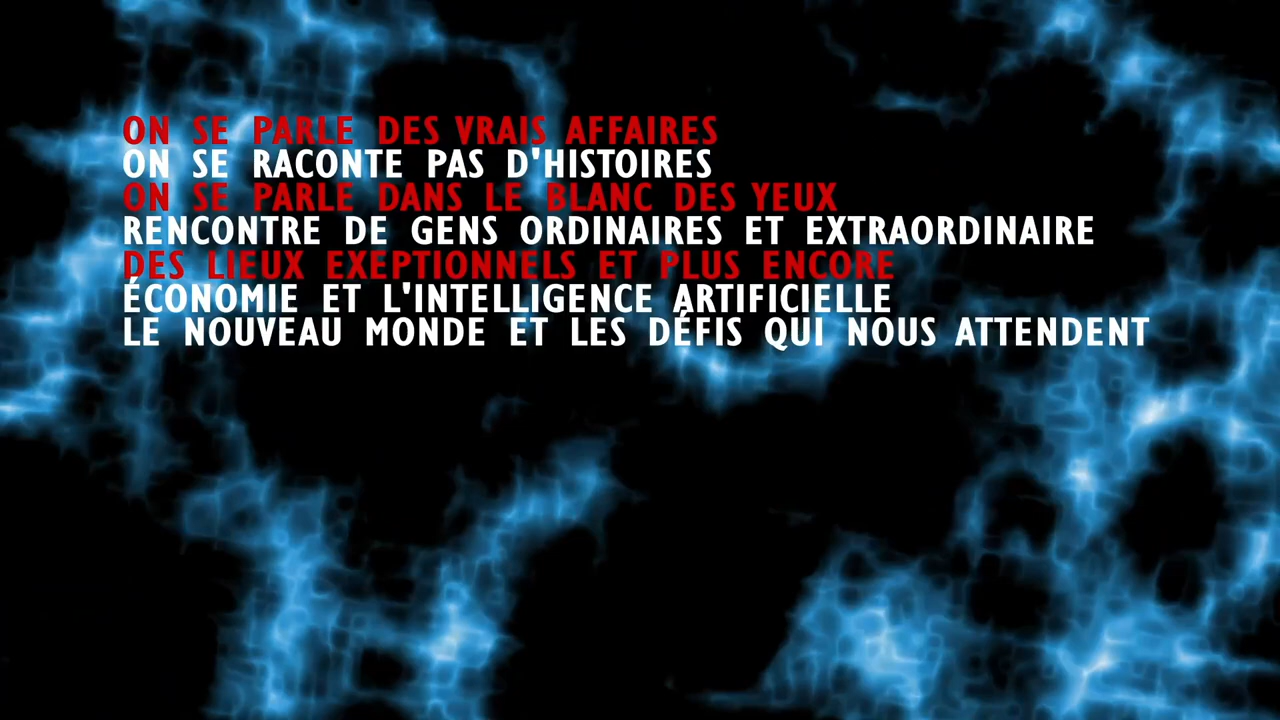 ON SE PARLE DES VRAIS AFFAIRES
ON SE RACONTE PAS D'HISTOIRES
ON SE PARLE DANS LE BLANC DES YEUX
RENCONTRE DE GENS ORDINAIRES ET EXTRAORDINAIRE
DES LIEUX EXEPTIONNELS ET PLUS ENCORE
ÉCONOMIE ET L'INTELLIGENCE ARTIFICIELLE
LE NOUVEAU MONDE ET LES DÉFIS QUI NOUS ATTENDENT